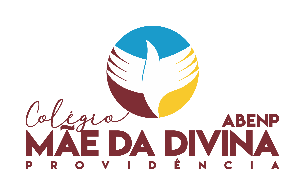 Colégio ABENP
MÃE DA DIVINA
PROVIDÊNCIA